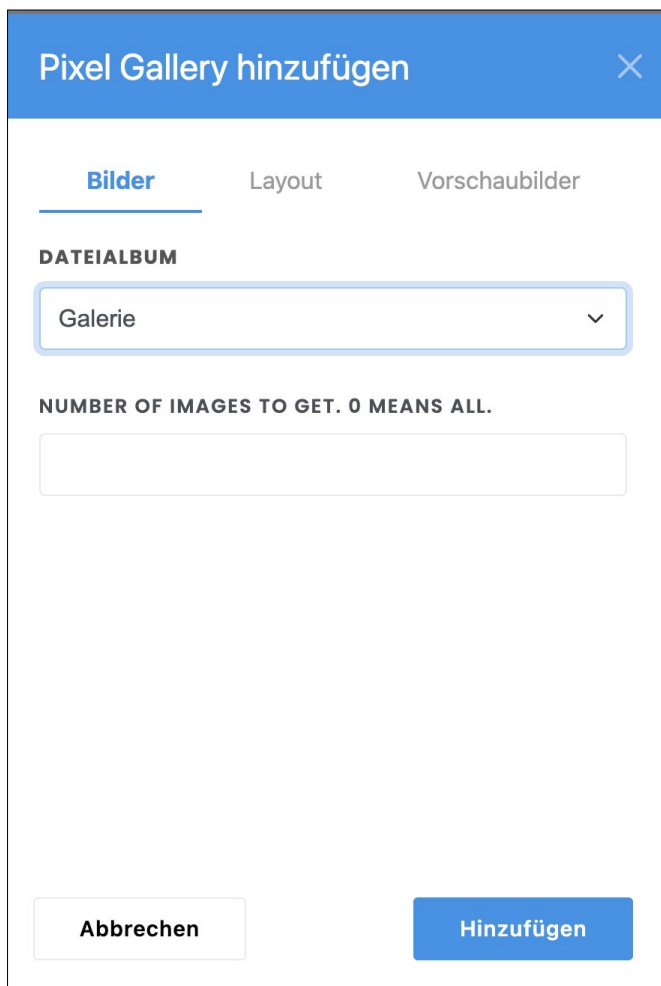 Pixel Gallery hinzufügen
Bilder Layout Vorschaubilder
DATEIALBUM
Galerie
NUMBER OF IMAGES TO GET. 0 MEANS ALL.
Abbrechen Hinzufügen